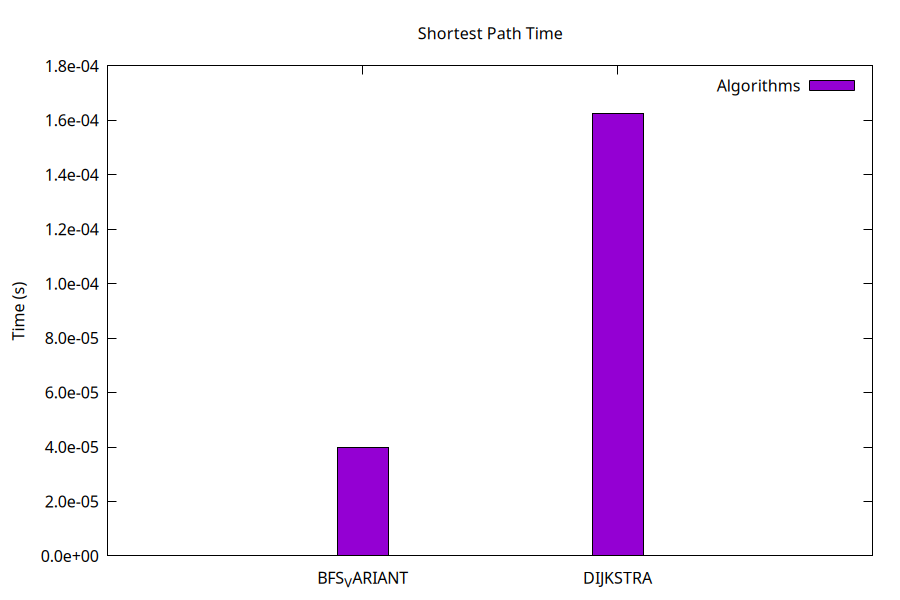 Shortest Path Time
1.8e-04
Algorithms
1.6e-04
1.4e-04
1.2e-04
1.0e-04
8.0e-05
6.0e-05
4.0e-05
2.0e-05
0.0e+00
Time (s)
BFSVARIANT
DIJKSTRA